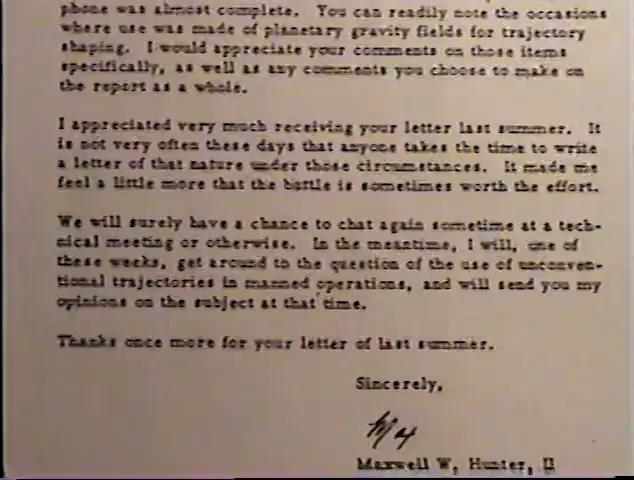 phone was almost complete. You can readily note the occasions
where use was made of planetary gravity fields for trajectory
shaping. I would appreciate your comments on those items
specifically, as well as any comments you choose to make on
the report as a whole.
I appreciated very much receiving your letter last summer. It
is not very often these days that anyone takes the time to write
a letter of that nature under those circumstances. It made me
feel a little more that the battle is sometimes worth the effort.
We will surely have a chance to chat again sometime at a tech-
nical meeting or otherwise. In the meantime, I will, one of
these weeks, get around to the question of the use of unconven-
tional trajectories in manned operations, and will send you my
opinions on the subject at that time.
Thanks once more for your letter of last summer.
Sincerely,
Max
Maxwell W. Hunter, II